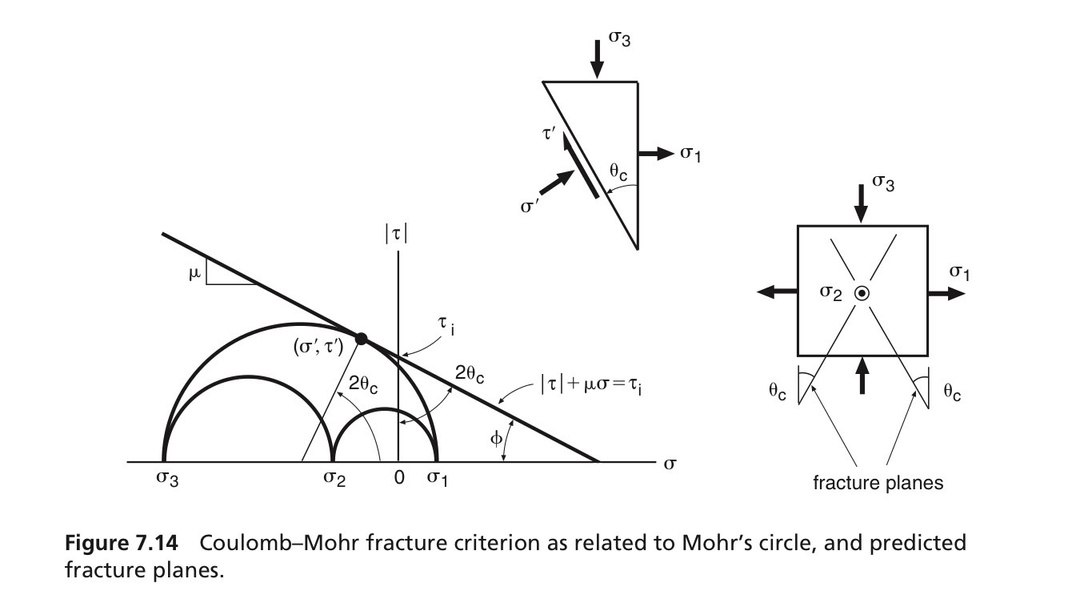 σ3
τ′
θc
σ1
σ′
|τ|
μ
τi
(σ′, τ′)
2θc
2θc
|τ|+μσ=τi
ϕ
σ
σ3
σ2
0
σ1
σ3
σ1
σ2
θc
θc
fracture planes
Figure 7.14 Coulomb–Mohr fracture criterion as related to Mohr’s circle, and predicted
fracture planes.